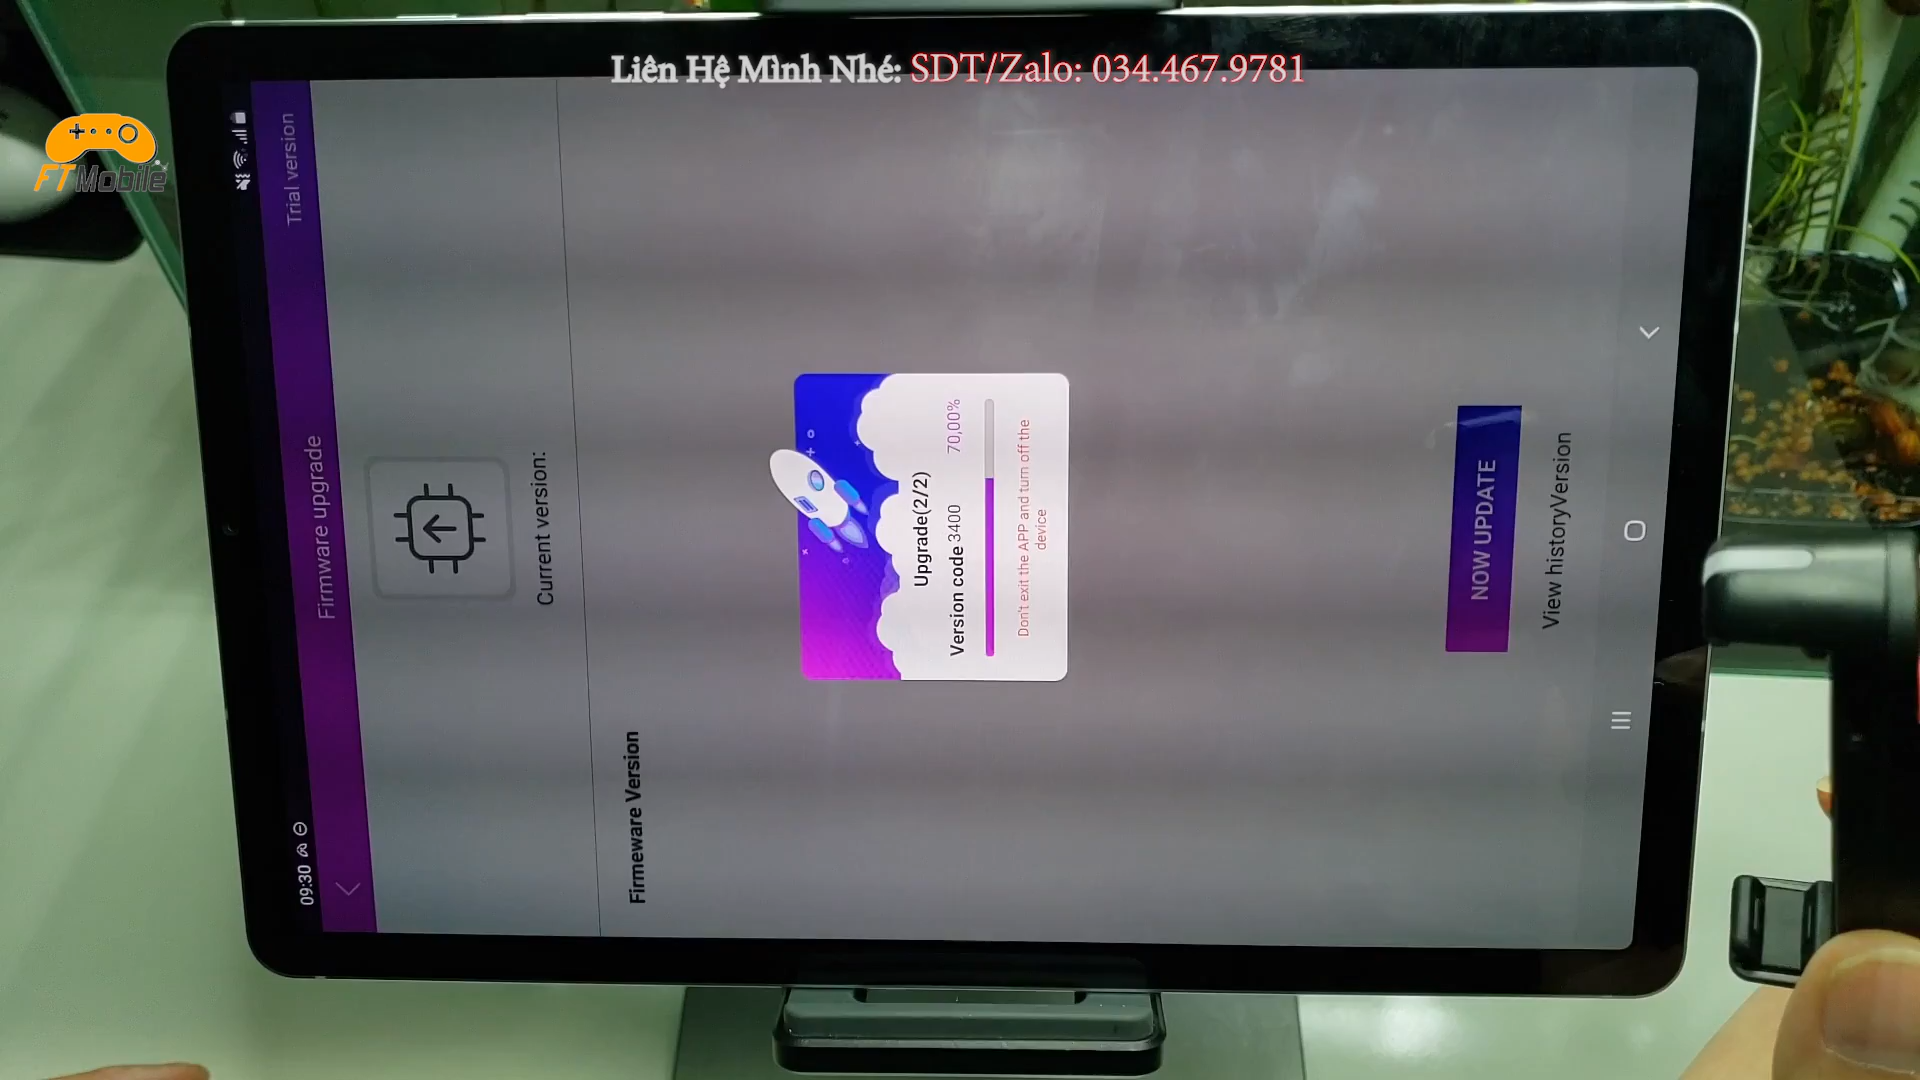 Liên Hệ Mình Nhé: SDT/Zalo: 034.467.9781
FTMobile
09:30
Firmware upgrade
Trial version
Current version:
Firmeware Version
Upgrade(2/2)
Version code 3400
70,00%
Don't exit the APP and turn off the
device
NOW UPDATE
View historyVersion